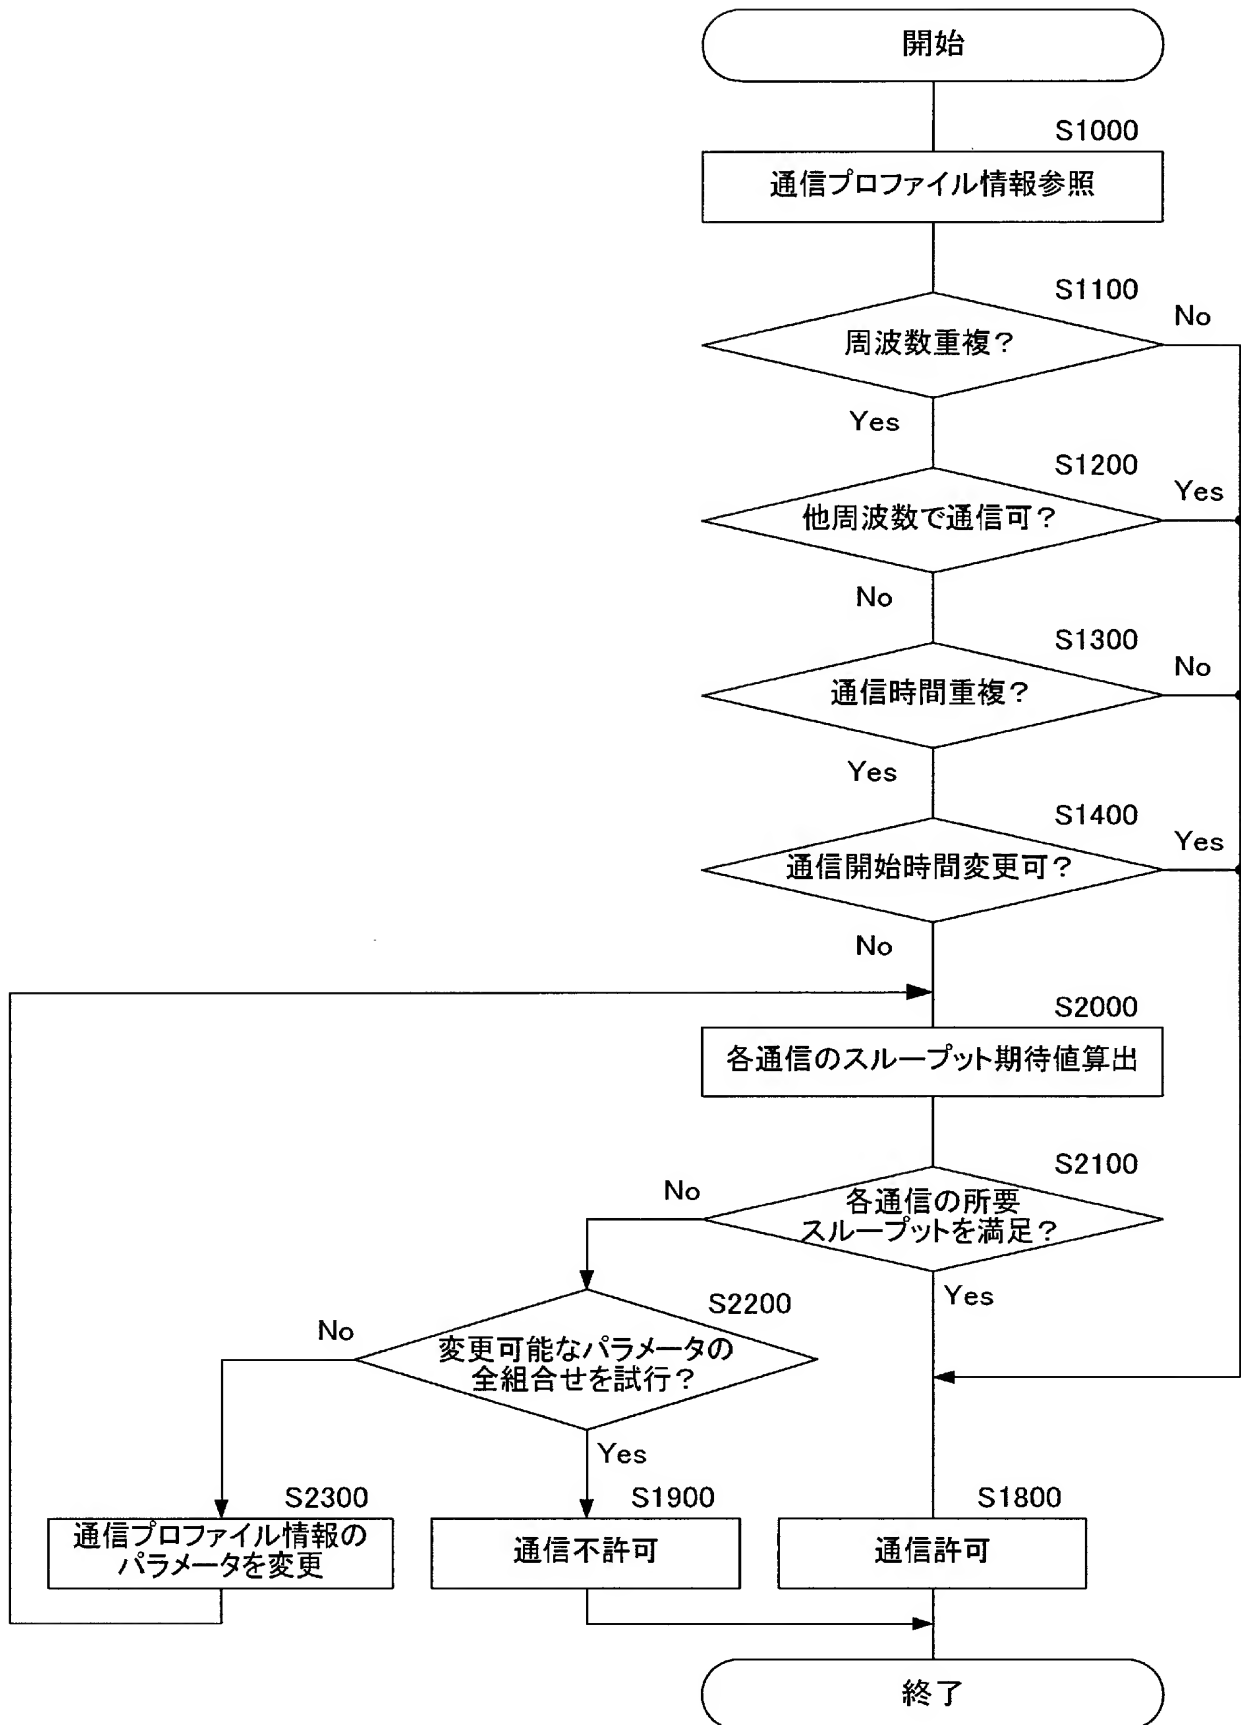 開始
S1000
通信プロファイル情報参照
S1100
No
周波数重複？
Yes
S1200
Yes
他周波数で通信可？
No
S1300
No
通信時間重複？
Yes
S1400
Yes
通信開始時間変更可？
No
S2000
各通信のスループット期待値算出
S2100
No
各通信の所要
スループットを満足？
Yes
S2200
No
変更可能なパラメータの
全組合せを試行？
Yes
S2300
通信プロファイル情報の
パラメータを変更
S1900
通信不許可
S1800
通信許可
終了